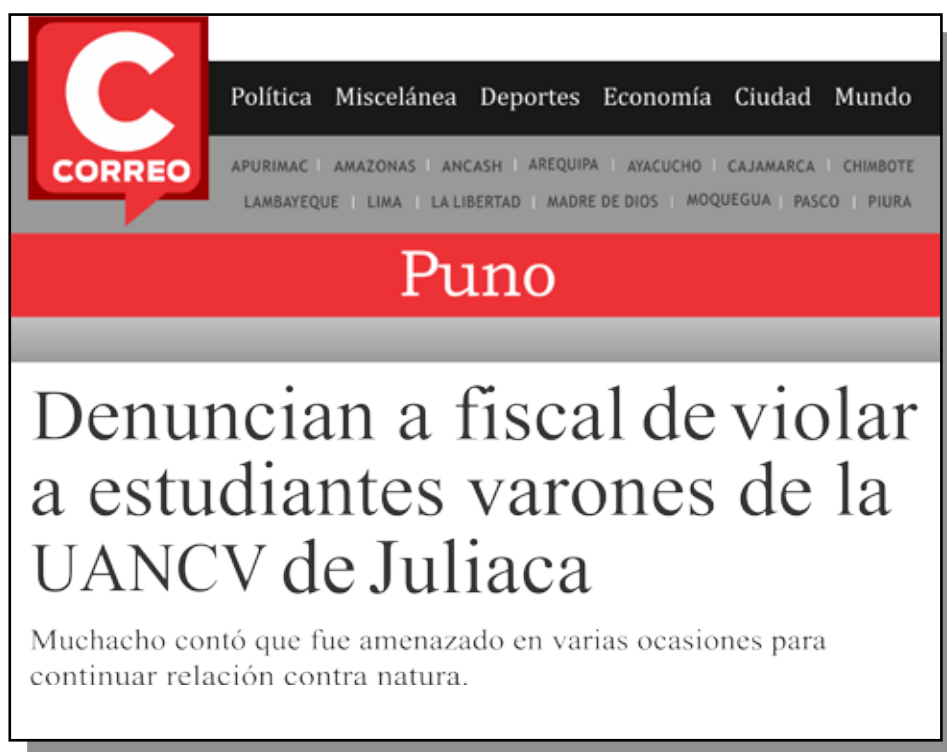 C
CORREO
Política Miscelánea Deportes Economía Ciudad Mundo
APURIMAC | AMAZONAS | ANCASH | AREQUIPA | AYACUCHO | CAJAMARCA | CHIMBOTE
LAMBAYEQUE | LIMA | LA LIBERTAD | MADRE DE DIOS | MOQUEGUA | PASCO | PIURA
Puno
Denuncian a fiscal de violar
a estudiantes varones de la
UANCV de Juliaca
Muchacho contó que fue amenazado en varias ocasiones para
continuar relación contra natura.